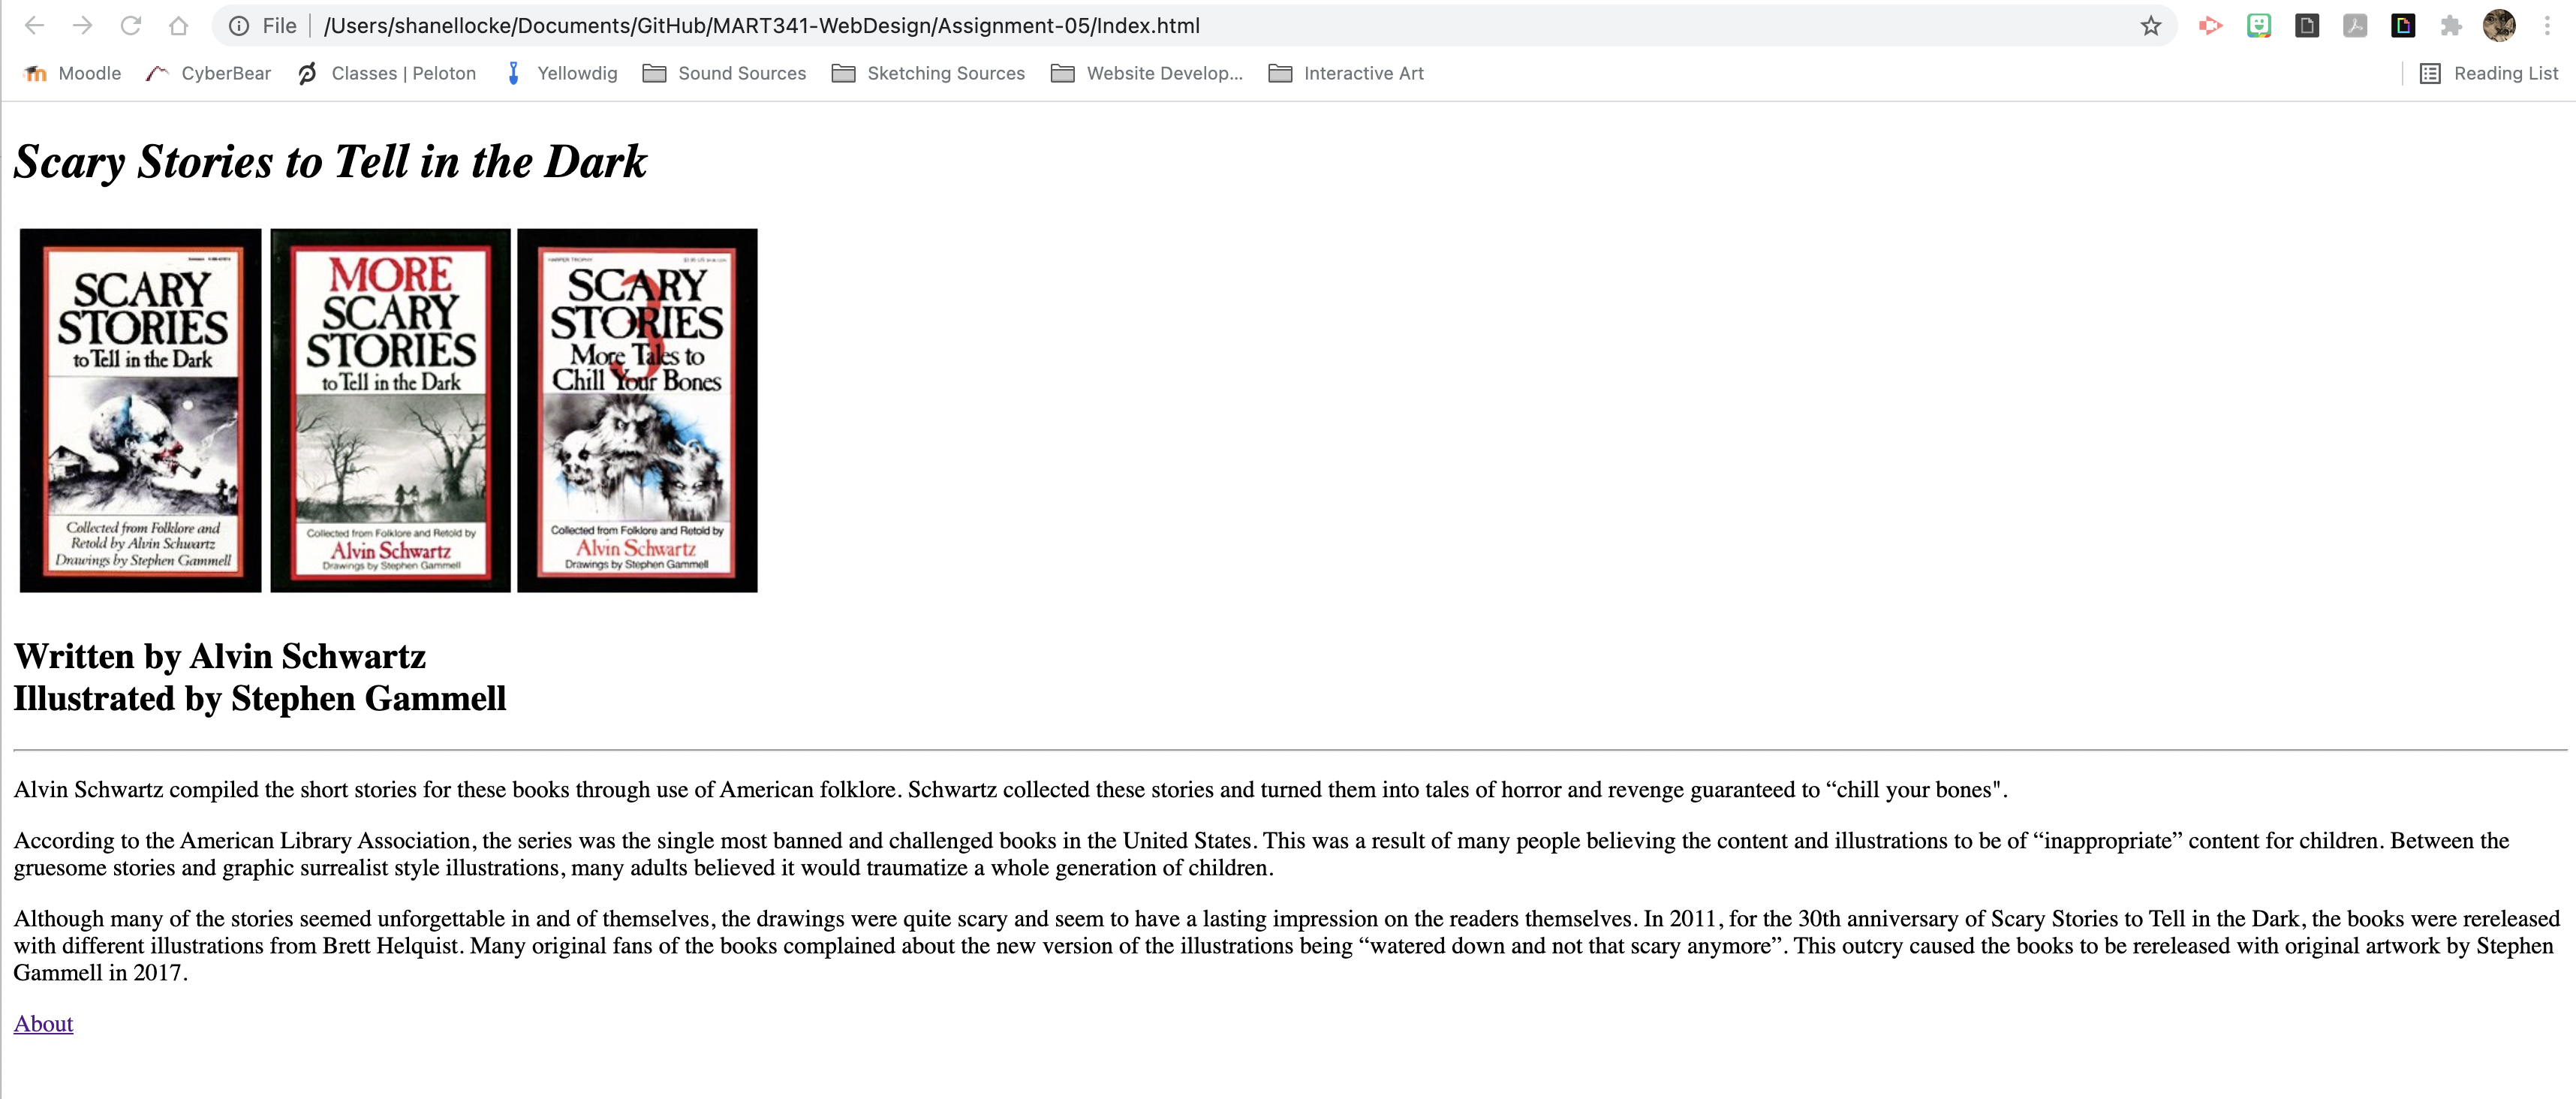 File | /Users/shanellocke/Documents/GitHub/MART341-WebDesign/Assignment-05/Index.html
Moodle CyberBear Classes | Peloton Yellowdig Sound Sources Sketching Sources Website Develop... Interactive Art Reading List
Scary Stories to Tell in the Dark
SCARY
STORIES
to Tell in the Dark
Collected from Folklore and
Retold by Alvin Schwartz
Drawings by Stephen Gammell
MORE
SCARY
STORIES
to Tell in the Dark
Collected from Folklore and Retold by
Alvin Schwartz
Drawings by Stephen Gammell
HARPER TROPHY
SCARY
STORIES
3
More Tales to
Chill Your Bones
Collected from Folklore and Retold by
Alvin Schwartz
Drawings by Stephen Gammell
Written by Alvin Schwartz
Illustrated by Stephen Gammell
Alvin Schwartz compiled the short stories for these books through use of American folklore. Schwartz collected these stories and turned them into tales of horror and revenge guaranteed to “chill your bones".
According to the American Library Association, the series was the single most banned and challenged books in the United States. This was a result of many people believing the content and illustrations to be of “inappropriate” content for children. Between the
gruesome stories and graphic surrealist style illustrations, many adults believed it would traumatize a whole generation of children.
Although many of the stories seemed unforgettable in and of themselves, the drawings were quite scary and seem to have a lasting impression on the readers themselves. In 2011, for the 30th anniversary of Scary Stories to Tell in the Dark, the books were rereleased
with different illustrations from Brett Helquist. Many original fans of the books complained about the new version of the illustrations being “watered down and not that scary anymore”. This outcry caused the books to be rereleased with original artwork by Stephen
Gammell in 2017.
About